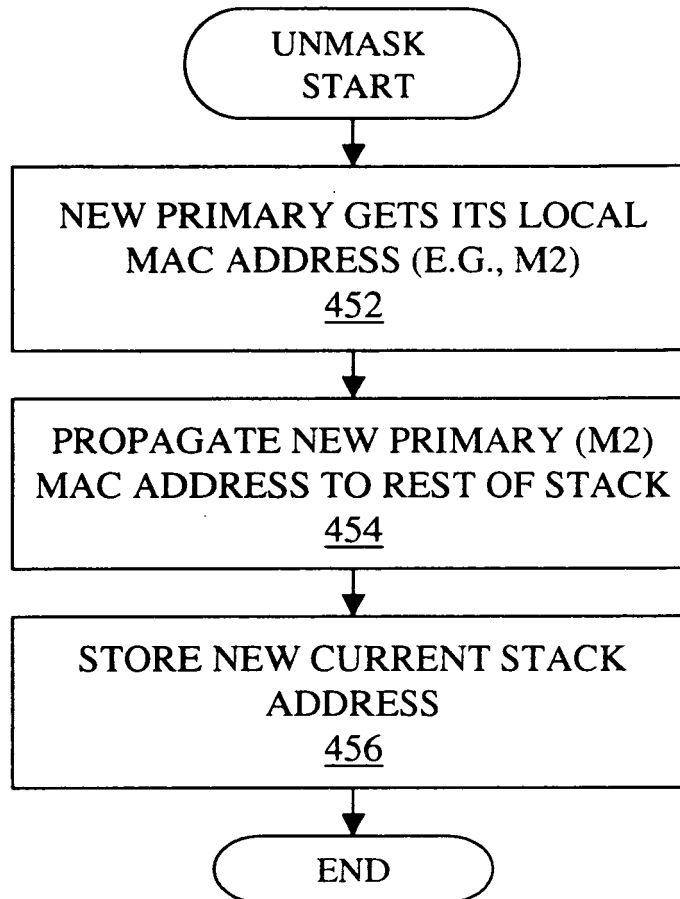 UNMASK
START
NEW PRIMARY GETS ITS LOCAL
MAC ADDRESS (E.G., M2)
452
PROPAGATE NEW PRIMARY (M2)
MAC ADDRESS TO REST OF STACK
454
STORE NEW CURRENT STACK
ADDRESS
456
END